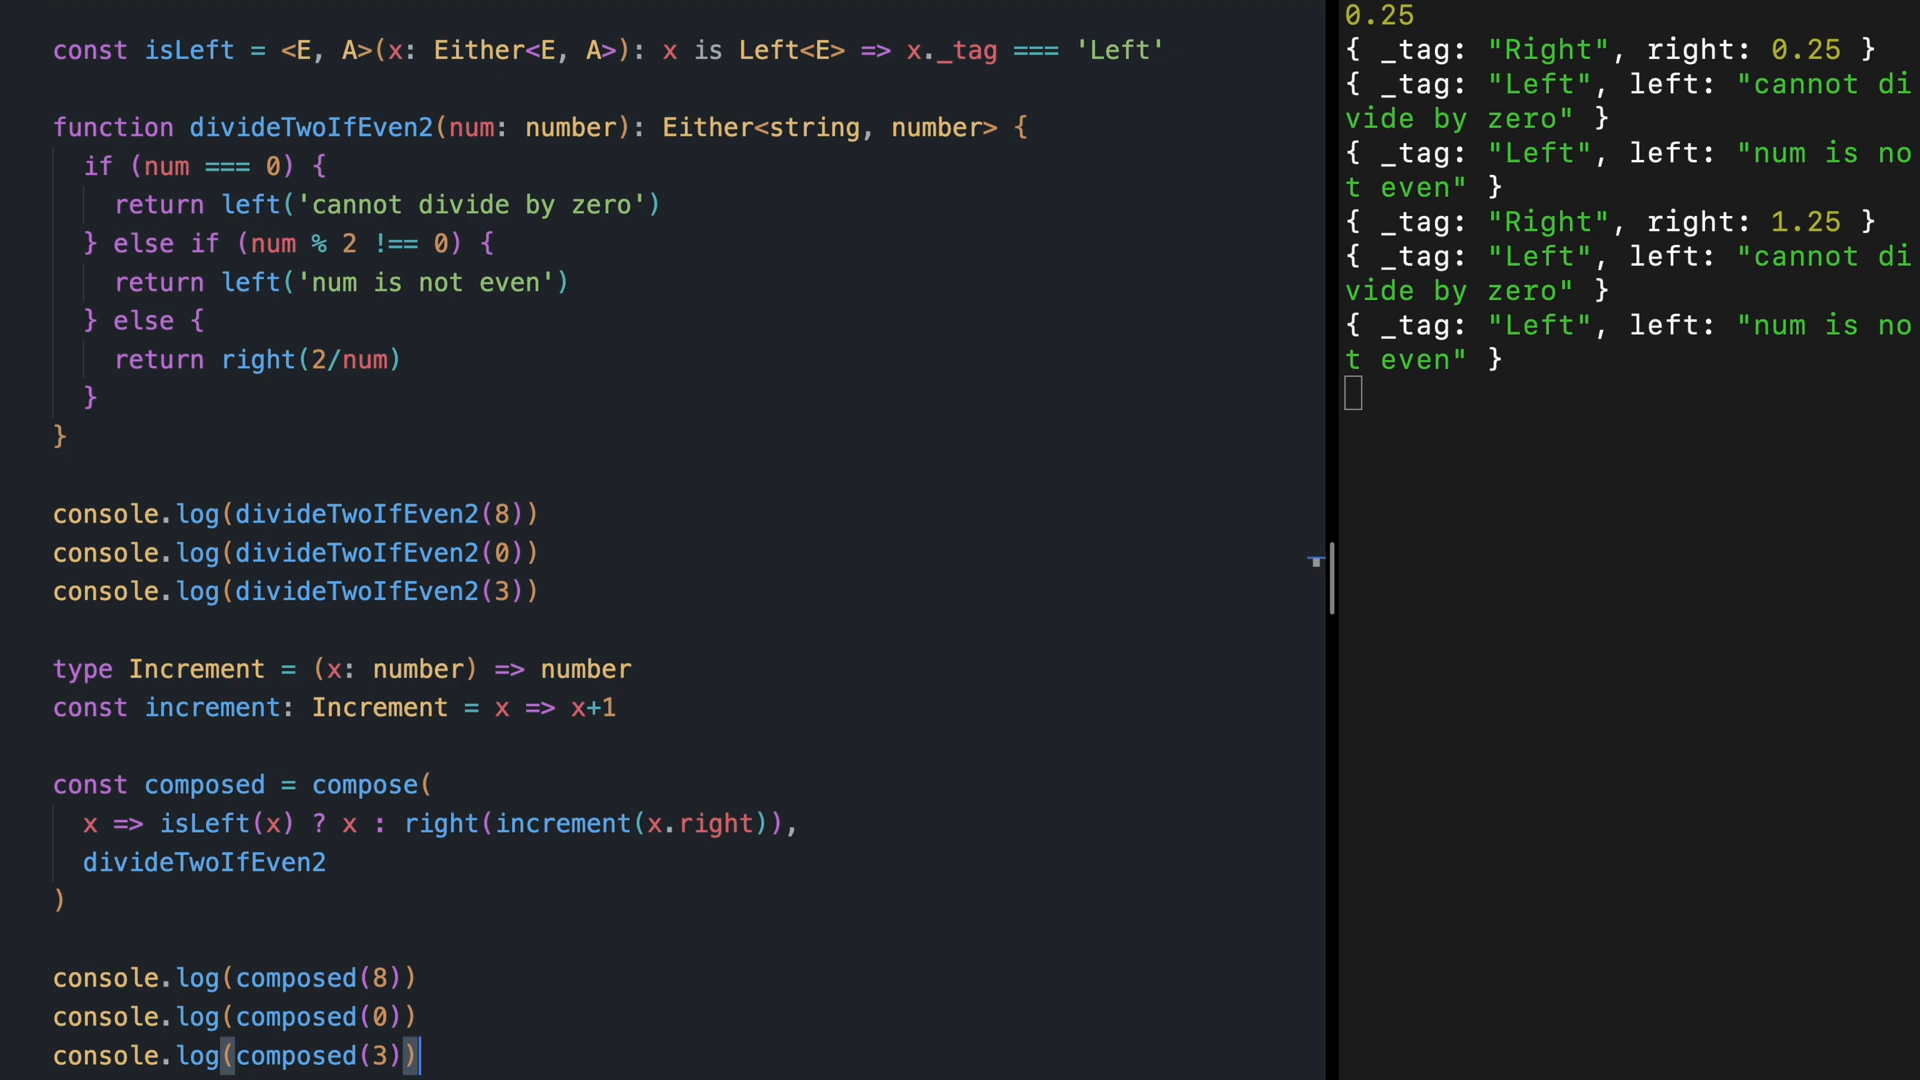 const isLeft = <E, A>(x: Either<E, A>): x is Left<E> => x._tag === 'Left'
function divideTwoIfEven2(num: number): Either<string, number> {
if (num === 0) {
return left('cannot divide by zero')
} else if (num % 2 !== 0) {
return left('num is not even')
} else {
return right(2/num)
}
}
console.log(divideTwoIfEven2(8))
console.log(divideTwoIfEven2(0))
console.log(divideTwoIfEven2(3))
type Increment = (x: number) => number
const increment: Increment = x => x+1
const composed = compose(
x => isLeft(x) ? x : right(increment(x.right)),
divideTwoIfEven2
)
console.log(composed(8))
console.log(composed(0))
console.log(composed(3))
0.25
{ _tag: "Right", right: 0.25 }
{ _tag: "Left", left: "cannot di
vide by zero" }
{ _tag: "Left", left: "num is no
t even" }
{ _tag: "Right", right: 1.25 }
{ _tag: "Left", left: "cannot di
vide by zero" }
{ _tag: "Left", left: "num is no
t even" }